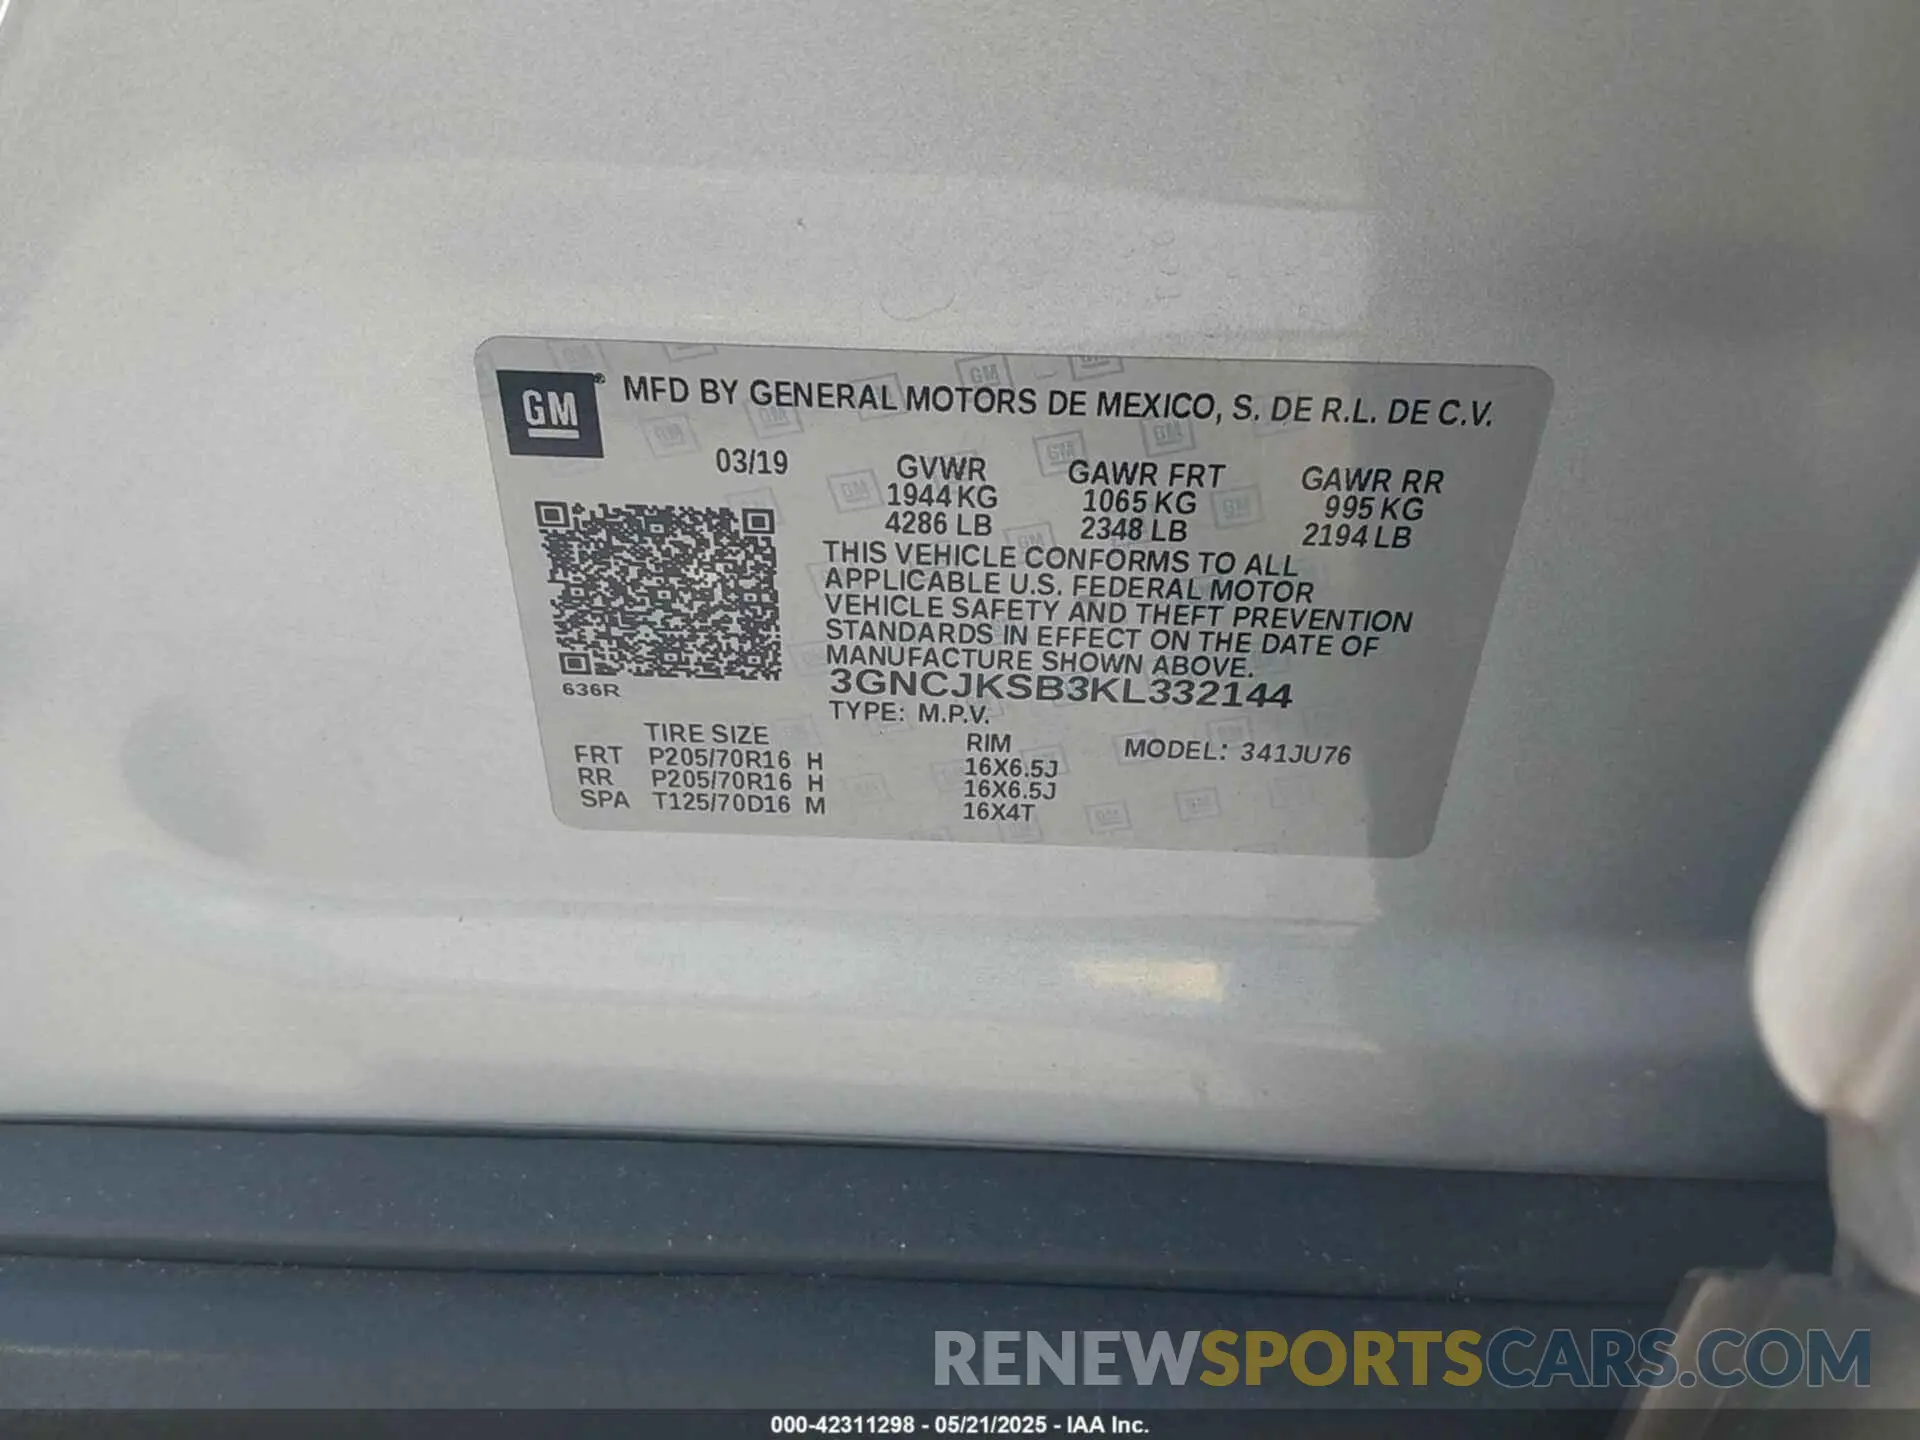 GM® MFD BY GENERAL MOTORS DE MEXICO, S. DE R.L. DE C.V.
03/19 GVWR GAWR FRT GAWR RR
1944 KG 1065 KG 995 KG
4286 LB 2348 LB 2194 LB
THIS VEHICLE CONFORMS TO ALL
APPLICABLE U.S. FEDERAL MOTOR
VEHICLE SAFETY AND THEFT PREVENTION
STANDARDS IN EFFECT ON THE DATE OF
MANUFACTURE SHOWN ABOVE.
636R 3GNCJKSB3KL332144
TYPE: M.P.V.
TIRE SIZE RIM MODEL: 341JU76
FRT P205/70R16 H 16X6.5J
RR P205/70R16 H 16X6.5J
SPA T125/70D16 M 16X4T
RENEWSPORTSCARS.COM
000-42311298 - 05/21/2025 - IAA Inc.